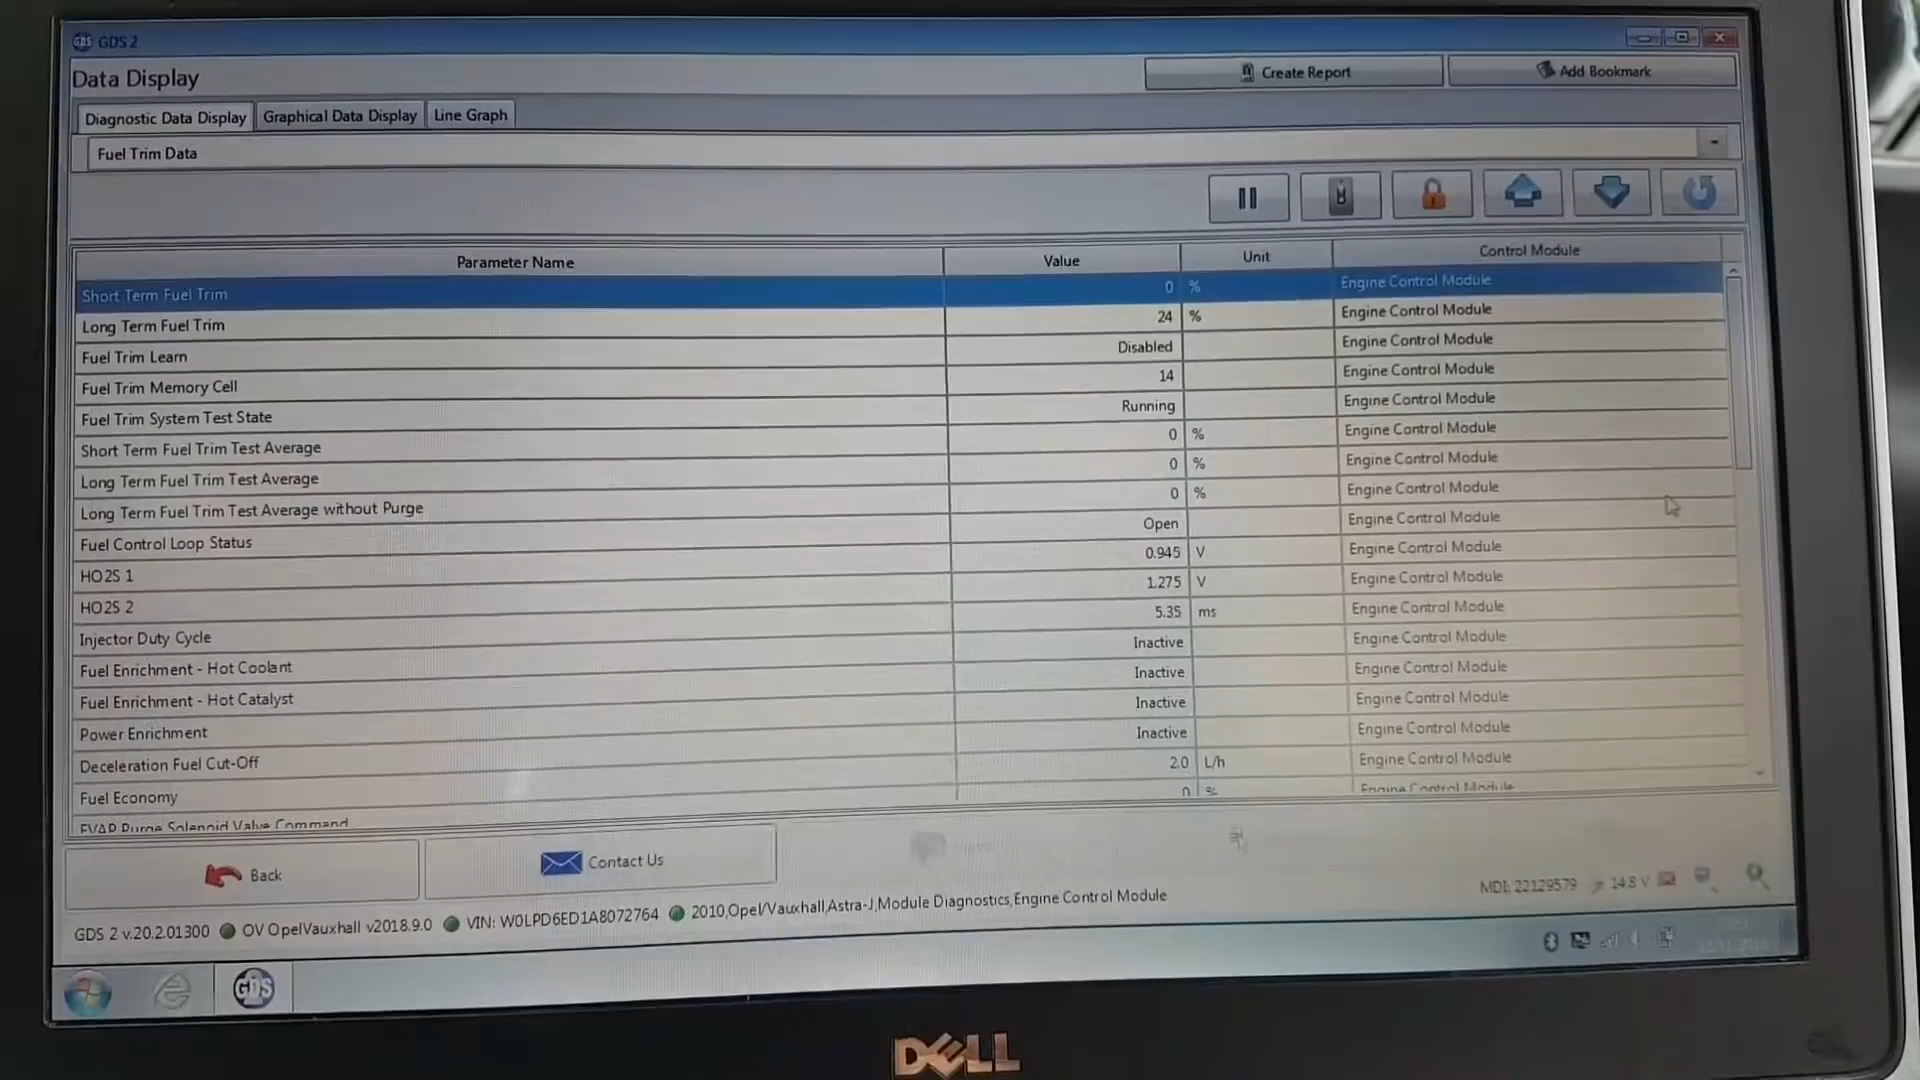 GDS 2
Data Display
Create Report
Add Bookmark
Diagnostic Data Display
Graphical Data Display
Line Graph
Fuel Trim Data
Parameter Name Value Unit Control Module
Short Term Fuel Trim 0 % Engine Control Module
Long Term Fuel Trim 24 % Engine Control Module
Fuel Trim Learn Disabled Engine Control Module
Fuel Trim Memory Cell 14 Engine Control Module
Fuel Trim System Test State Running Engine Control Module
Short Term Fuel Trim Test Average 0 % Engine Control Module
Long Term Fuel Trim Test Average 0 % Engine Control Module
Long Term Fuel Trim Test Average without Purge 0 % Engine Control Module
Fuel Control Loop Status Open Engine Control Module
HO2S 1 0.945 V Engine Control Module
HO2S 2 1.275 V Engine Control Module
Injector Duty Cycle 5.35 ms Engine Control Module
Fuel Enrichment - Hot Coolant Inactive Engine Control Module
Fuel Enrichment - Hot Catalyst Inactive Engine Control Module
Power Enrichment Inactive Engine Control Module
Deceleration Fuel Cut-Off Inactive Engine Control Module
Fuel Economy 2.0 L/h Engine Control Module
EVAP Purge Solenoid Valve Command 0 % Engine Control Module
Back
Contact Us
MDI: 22129579 14.8 V
GDS 2 v.20.2.01300 OV OpelVauxhall v2018.9.0 VIN: W0LPD6ED1A8072764 2010,Opel/Vauxhall,Astra-J,Module Diagnostics,Engine Control Module
GDS
DELL